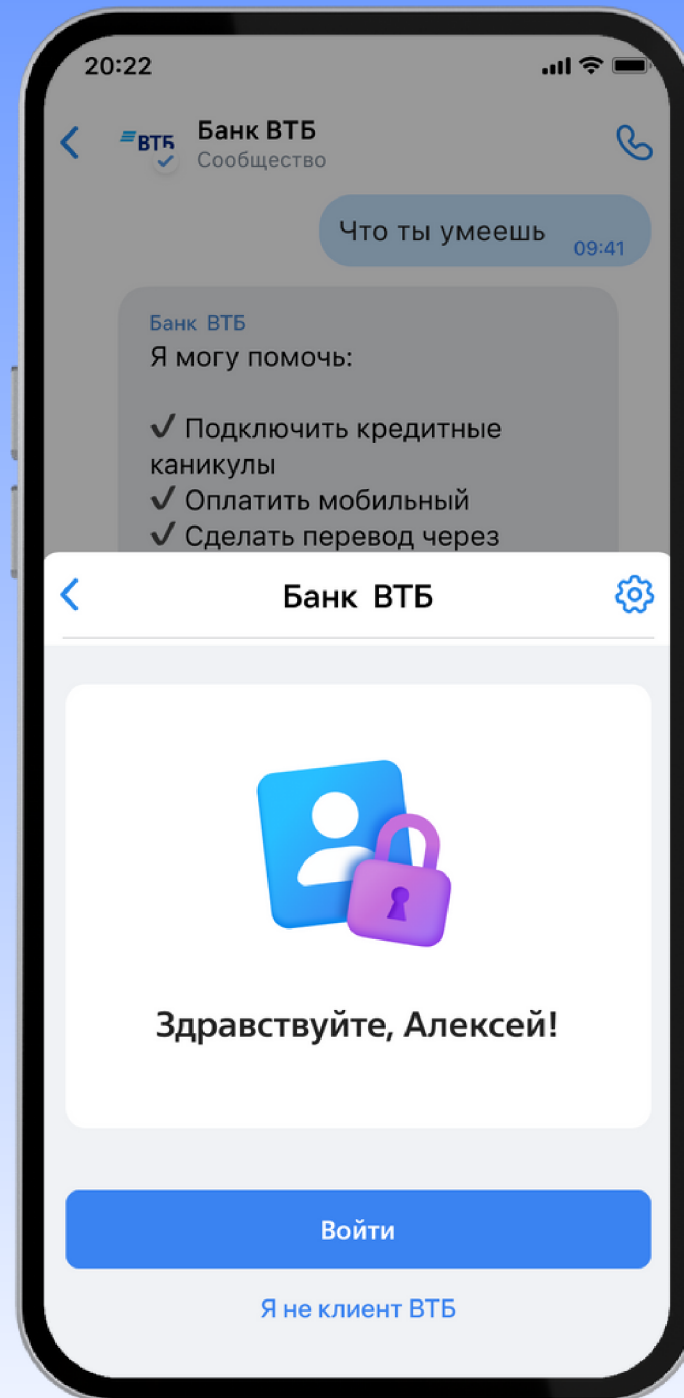 20:22
ВТБ
Банк ВТБ
Сообщество
Что ты умеешь
09:41
Банк ВТБ
Я могу помочь:
✓ Подключить кредитные
каникулы
✓ Оплатить мобильный
✓ Сделать перевод через
Банк ВТБ
Здравствуйте, Алексей!
Войти
Я не клиент ВТБ